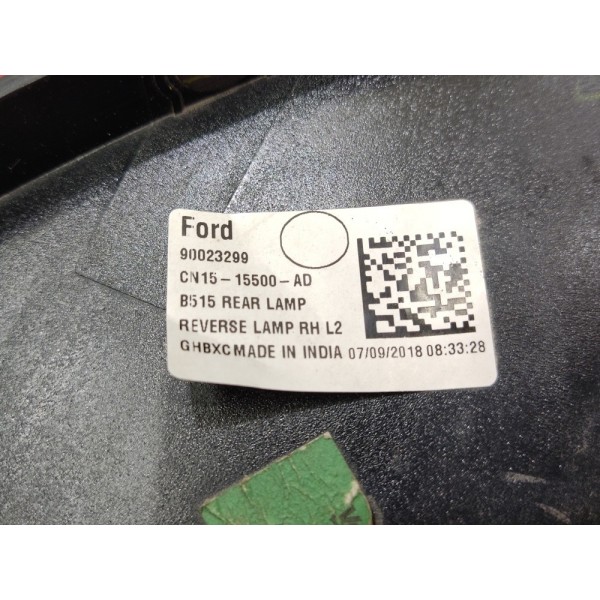 Ford
90023299
CN15-15500-AD
B515 REAR LAMP
REVERSE LAMP RH L2
GHBXC MADE IN INDIA 07/09/2018 08:33:28